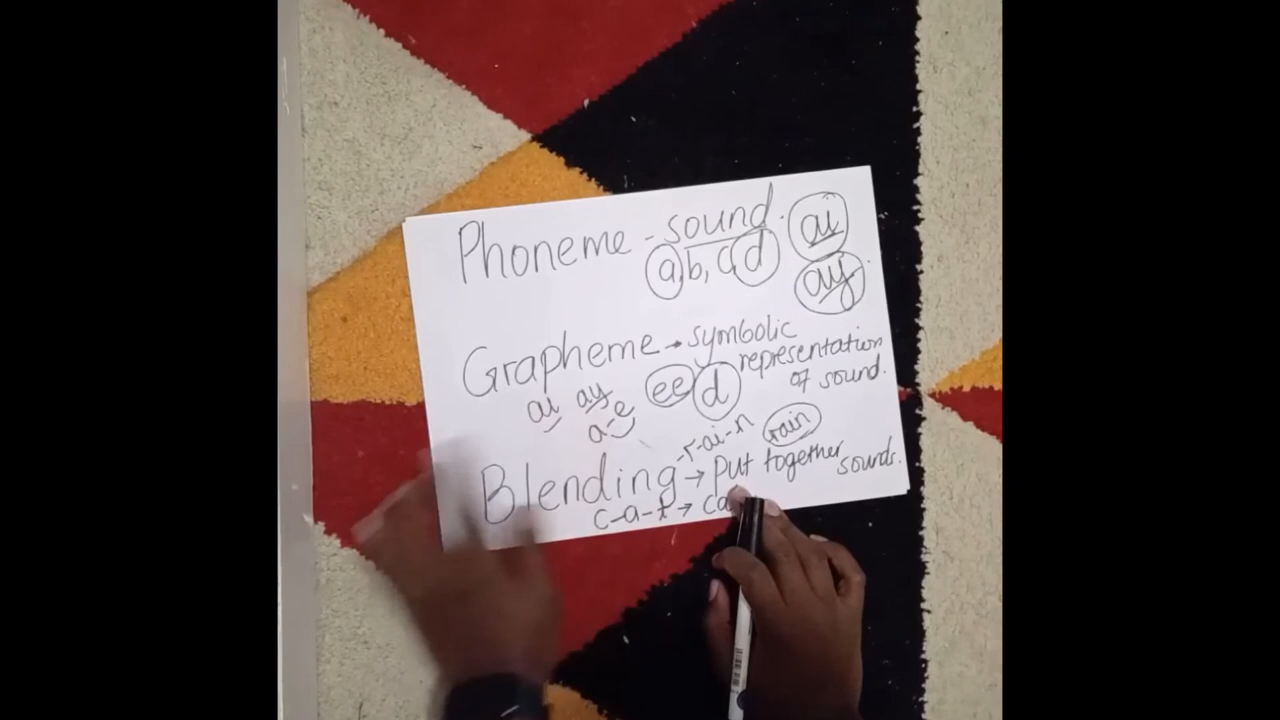 Phoneme - sound.
a, b, c, d
ai
ay.
Grapheme → symbolic
representation
of sound.
ai ay ee d
a-e
- r-ai-n rain
Blending → put together sounds.
c-a-t → ca